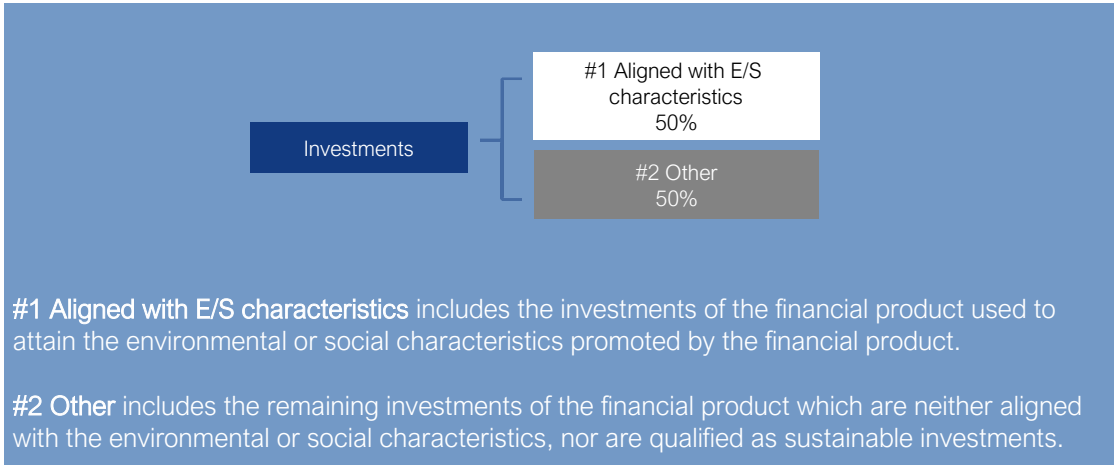 Investments
#1 Aligned with E/S
characteristics
50%
#2 Other
50%
#1 Aligned with E/S characteristics includes the investments of the financial product used to
attain the environmental or social characteristics promoted by the financial product.
#2 Other includes the remaining investments of the financial product which are neither aligned
with the environmental or social characteristics, nor are qualified as sustainable investments.